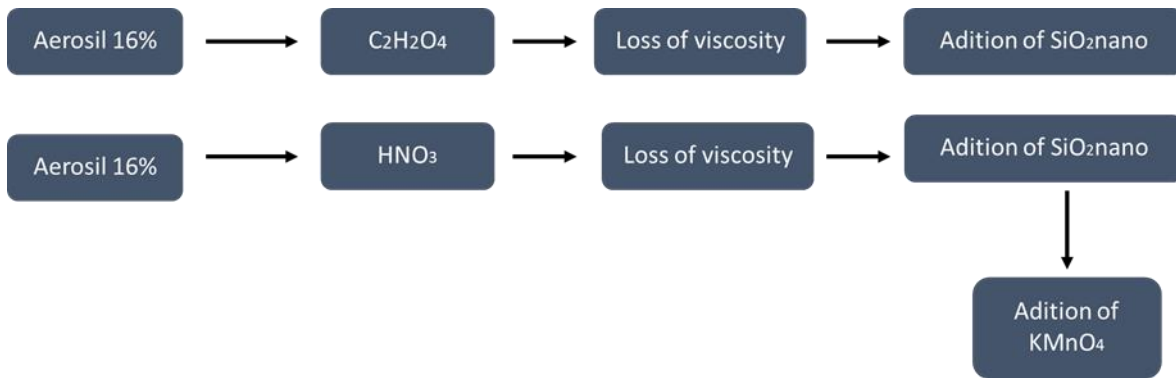 Aerosil 16%
C₂H₂O₄
Loss of viscosity
Adition of SiO₂nano
Aerosil 16%
HNO₃
Loss of viscosity
Adition of SiO₂nano
Adition of
KMnO₄